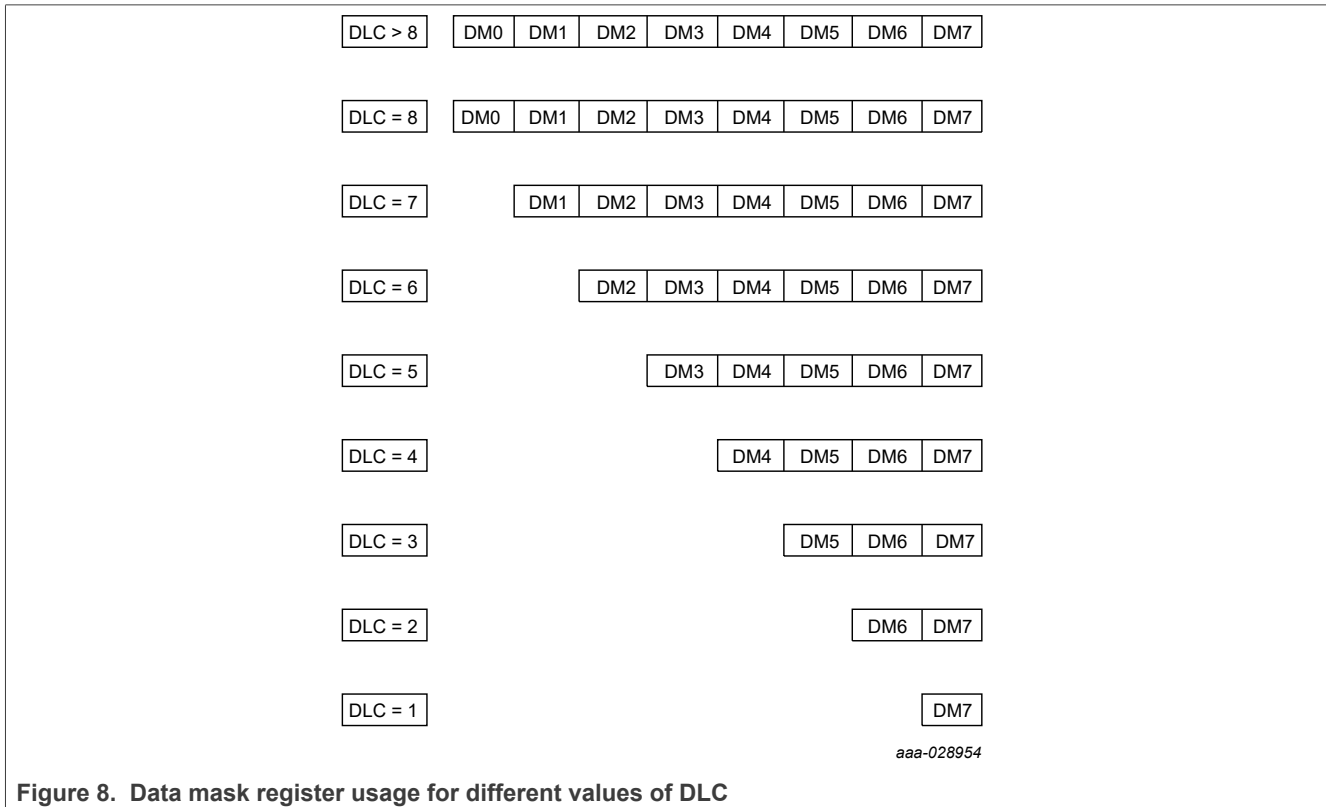 DLC > 8 DM0 DM1 DM2 DM3 DM4 DM5 DM6 DM7
DLC = 8 DM0 DM1 DM2 DM3 DM4 DM5 DM6 DM7
DLC = 7 DM1 DM2 DM3 DM4 DM5 DM6 DM7
DLC = 6 DM2 DM3 DM4 DM5 DM6 DM7
DLC = 5 DM3 DM4 DM5 DM6 DM7
DLC = 4 DM4 DM5 DM6 DM7
DLC = 3 DM5 DM6 DM7
DLC = 2 DM6 DM7
DLC = 1 DM7
aaa-028954
Figure 8. Data mask register usage for different values of DLC